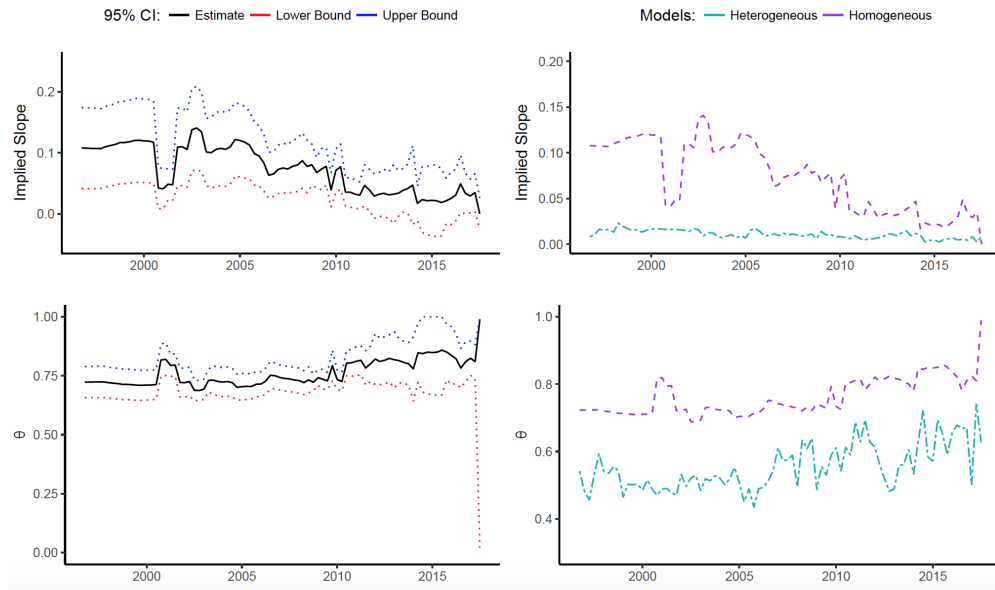 95% CI: Estimate Lower Bound Upper Bound
Models: Heterogeneous Homogeneous
Implied Slope
0.2
0.1
0.0
2000 2005 2010 2015
Implied Slope
0.20
0.15
0.10
0.05
0.00
2000 2005 2010 2015
θ
1.00
0.75
0.50
0.25
0.00
2000 2005 2010 2015
θ
1.0
0.8
0.6
0.4
2000 2005 2010 2015